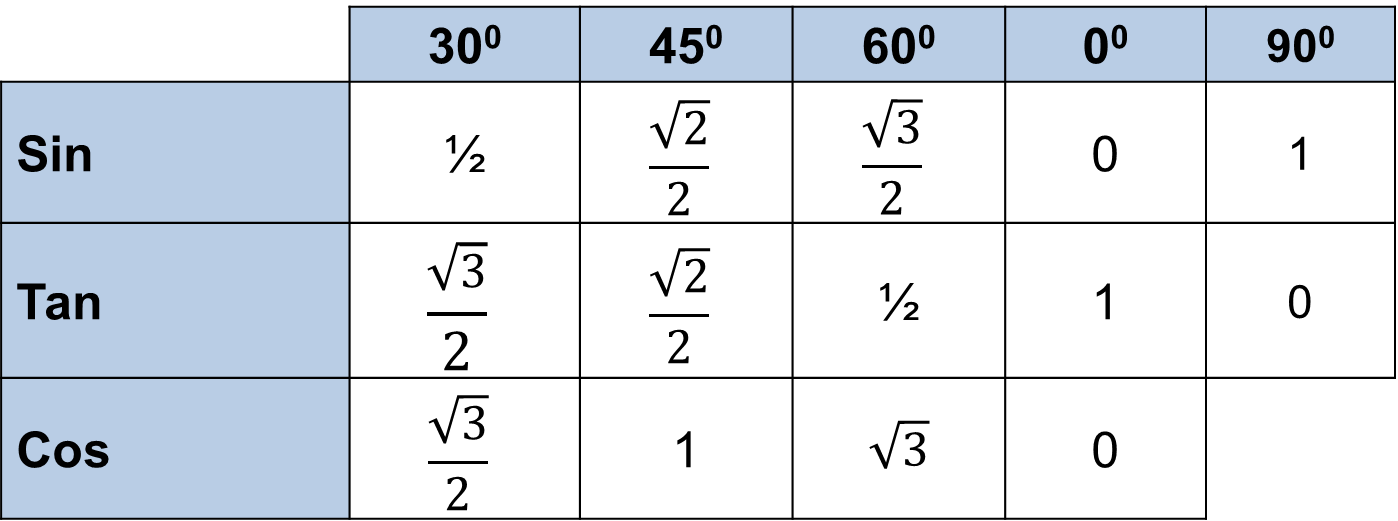 30⁰ 45⁰ 60⁰ 0⁰ 90⁰
Sin ½ √2/2 √3/2 0 1
Tan √3/2 √2/2 ½ 1 0
Cos √3/2 1 √3 0